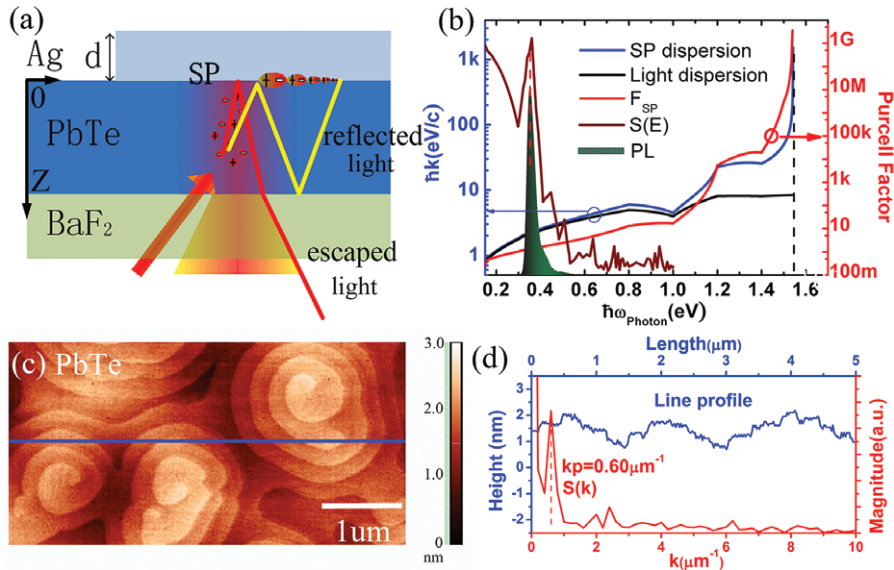 (a)
Ag
d
SP
0
PbTe
reflected
light
Z
BaF2
escaped
light
(b)
ħk(eV/c)
1k
100
10
1
SP dispersion
Light dispersion
FSP
S(E)
PL
1G
10M
100k
1k
10
100m
Purcell Factor
0.2 0.4 0.6 0.8 1.0 1.2 1.4 1.6
ħωPhoton(eV)
(c) PbTe
1um
3.0
2.0
1.0
0
nm
(d)
Length(μm)
0 1 2 3 4 5
Height (nm)
3
2
1
0
-1
-2
Line profile
kp=0.60μm-1
S(k)
Magnitude(a.u.)
0 2 4 6 8 10
k(μm-1)